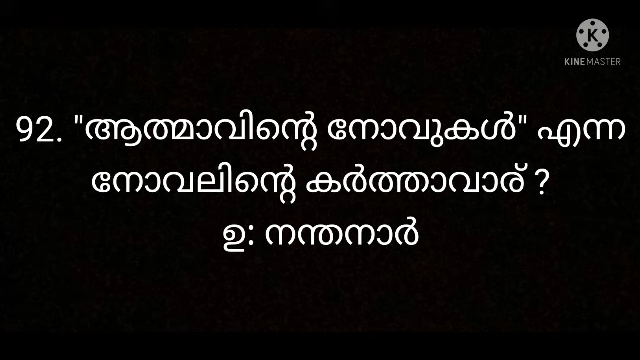 K
KINEMASTER
92. "ആത്മാവിന്റെ നോവുകൾ" എന്ന
നോവലിന്റെ കർത്താവാര് ?
ഉ: നന്തനാർ